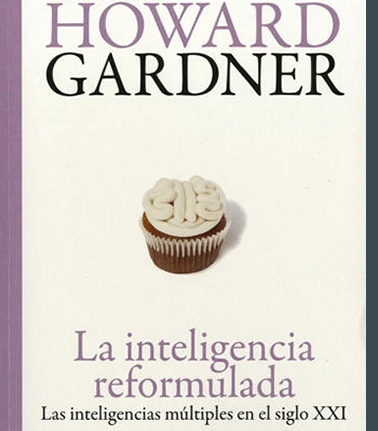 HOWARD
GARDNER
La inteligencia
reformulada
Las inteligencias múltiples en el siglo XXI